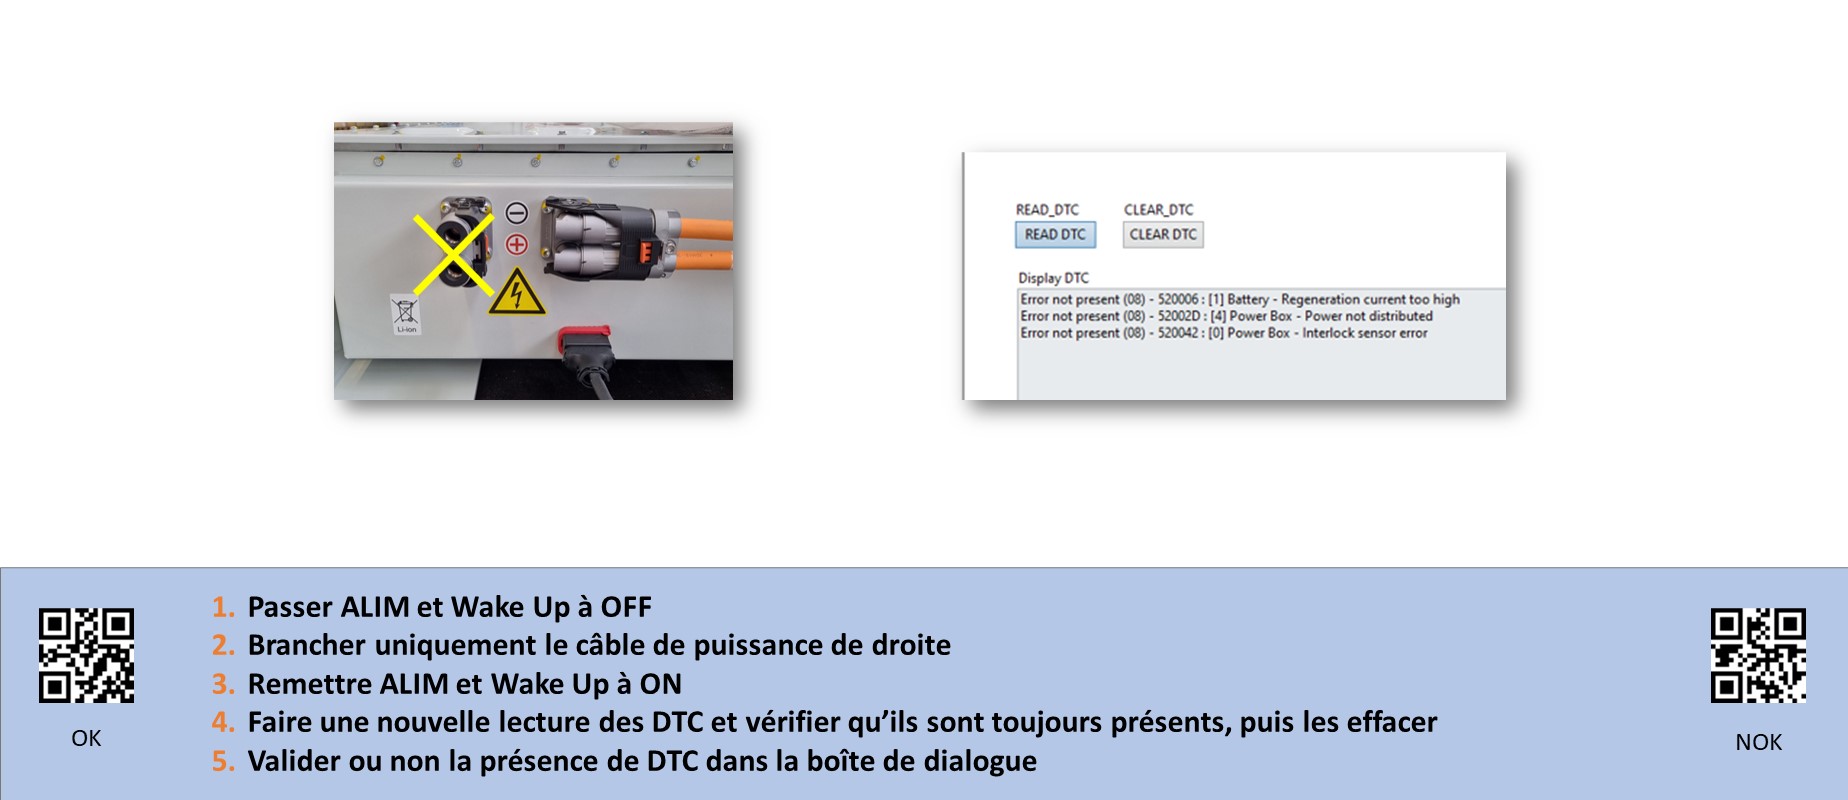 Li-ion
READ_DTC CLEAR_DTC
READ DTC CLEAR DTC
Display DTC
Error not present (08) - 520006 : [1] Battery - Regeneration current too high
Error not present (08) - 52002D : [4] Power Box - Power not distributed
Error not present (08) - 520042 : [0] Power Box - Interlock sensor error
1. Passer ALIM et Wake Up à OFF
2. Brancher uniquement le câble de puissance de droite
3. Remettre ALIM et Wake Up à ON
4. Faire une nouvelle lecture des DTC et vérifier qu’ils sont toujours présents, puis les effacer
5. Valider ou non la présence de DTC dans la boîte de dialogue
OK
NOK